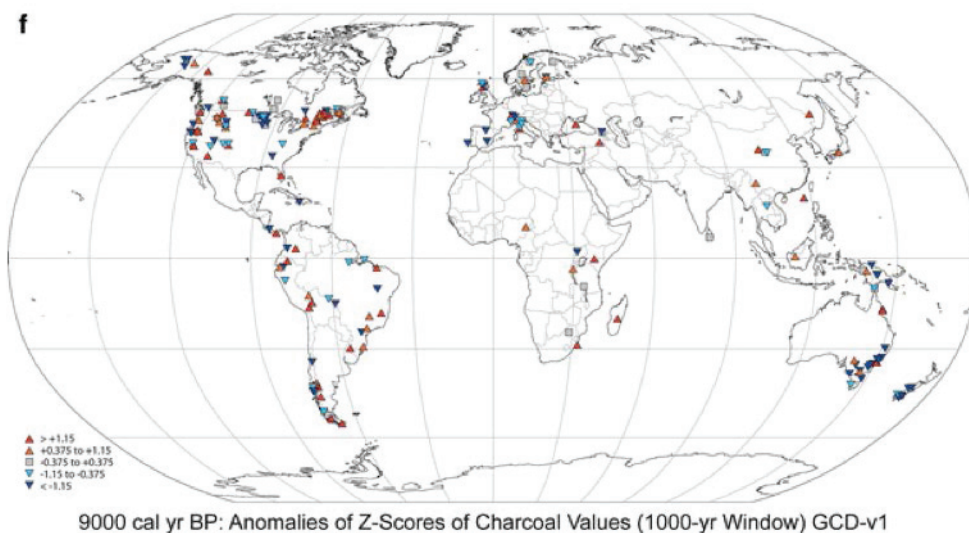 f
> +1.15
+0.375 to +1.15
-0.375 to +0.375
-1.15 to -0.375
< -1.15
9000 cal yr BP: Anomalies of Z-Scores of Charcoal Values (1000-yr Window) GCD-v1